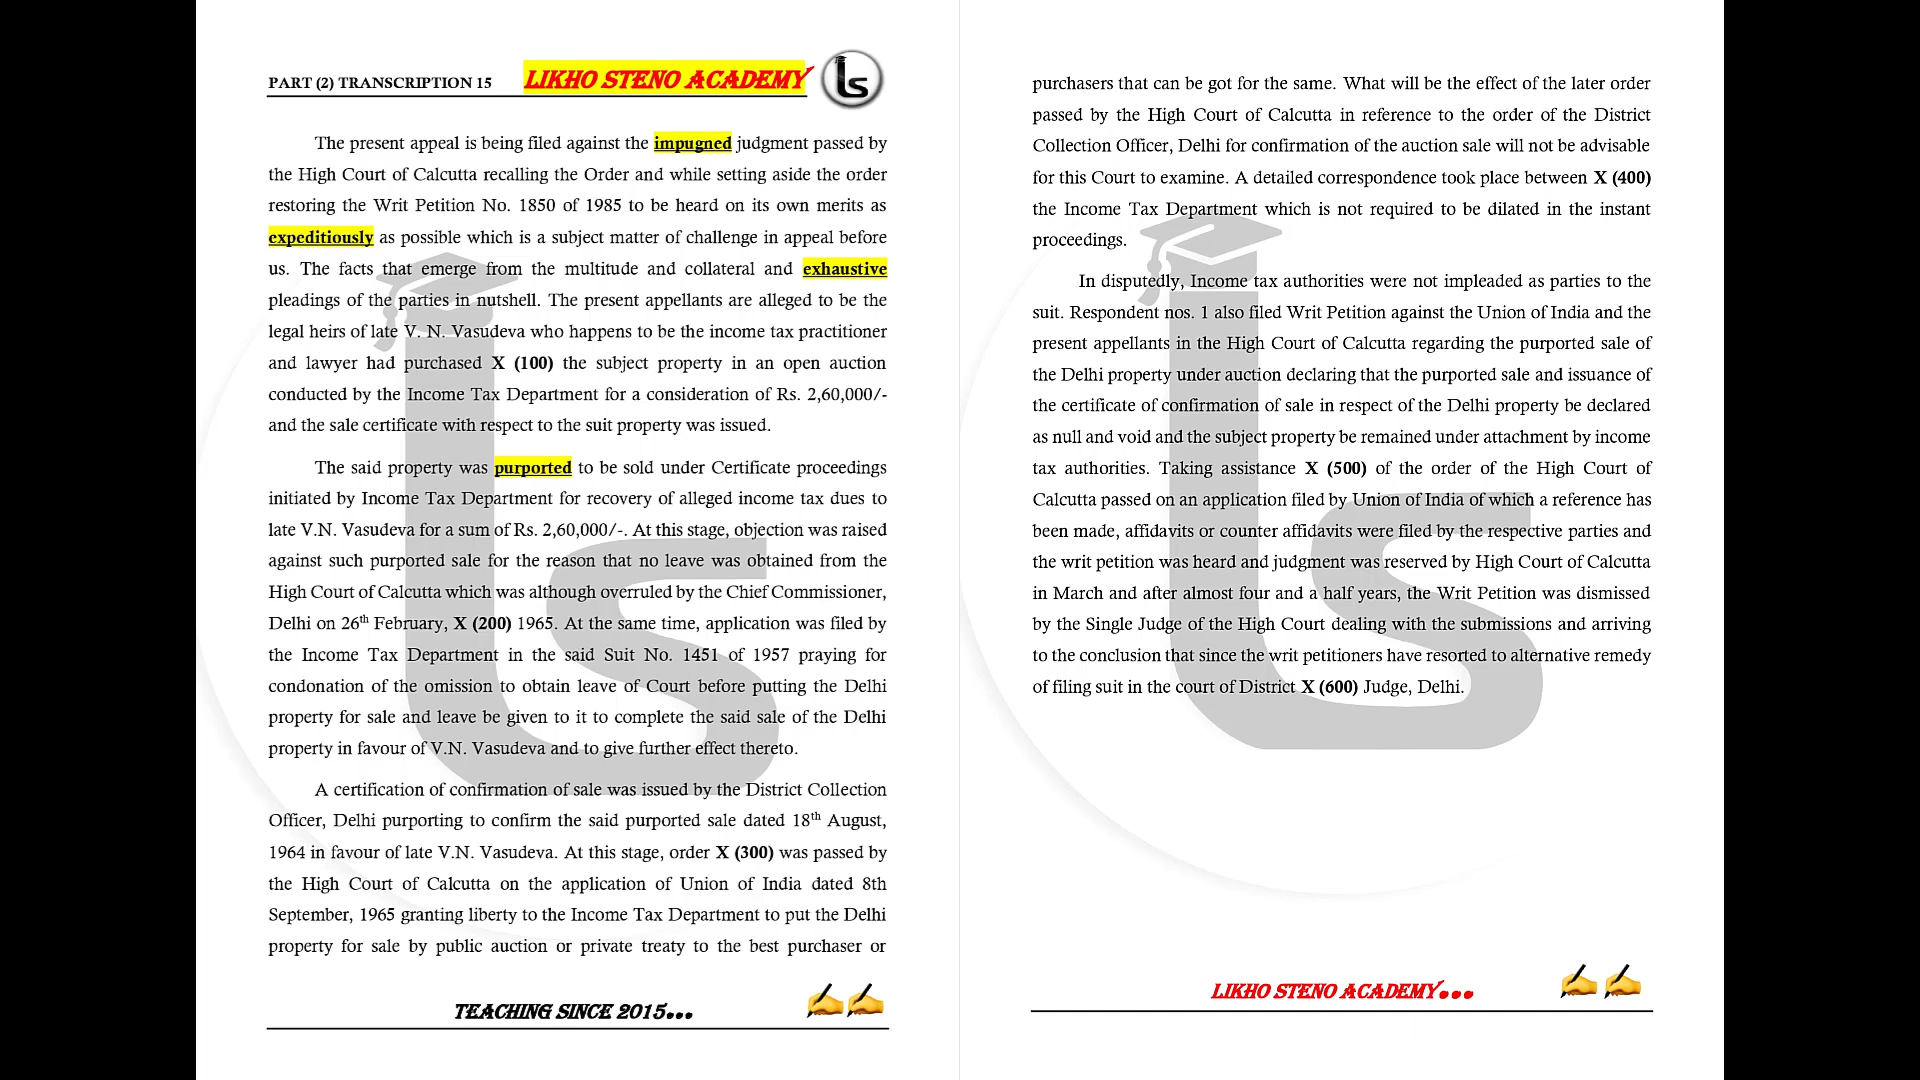 PART (2) TRANSCRIPTION 15 LIKHO STENO ACADEMY ls
The present appeal is being filed against the impugned judgment passed by
the High Court of Calcutta recalling the Order and while setting aside the order
restoring the Writ Petition No. 1850 of 1985 to be heard on its own merits as
expeditiously as possible which is a subject matter of challenge in appeal before
us. The facts that emerge from the multitude and collateral and exhaustive
pleadings of the parties in nutshell. The present appellants are alleged to be the
legal heirs of late V. N. Vasudeva who happens to be the income tax practitioner
and lawyer had purchased X (100) the subject property in an open auction
conducted by the Income Tax Department for a consideration of Rs. 2,60,000/-
and the sale certificate with respect to the suit property was issued.
The said property was purported to be sold under Certificate proceedings
initiated by Income Tax Department for recovery of alleged income tax dues to
late V.N. Vasudeva for a sum of Rs. 2,60,000/-. At this stage, objection was raised
against such purported sale for the reason that no leave was obtained from the
High Court of Calcutta which was although overruled by the Chief Commissioner,
Delhi on 26th February, X (200) 1965. At the same time, application was filed by
the Income Tax Department in the said Suit No. 1451 of 1957 praying for
condonation of the omission to obtain leave of Court before putting the Delhi
property for sale and leave be given to it to complete the said sale of the Delhi
property in favour of V.N. Vasudeva and to give further effect thereto.
A certification of confirmation of sale was issued by the District Collection
Officer, Delhi purporting to confirm the said purported sale dated 18th August,
1964 in favour of late V.N. Vasudeva. At this stage, order X (300) was passed by
the High Court of Calcutta on the application of Union of India dated 8th
September, 1965 granting liberty to the Income Tax Department to put the Delhi
property for sale by public auction or private treaty to the best purchaser or
TEACHING SINCE 2015...
purchasers that can be got for the same. What will be the effect of the later order
passed by the High Court of Calcutta in reference to the order of the District
Collection Officer, Delhi for confirmation of the auction sale will not be advisable
for this Court to examine. A detailed correspondence took place between X (400)
the Income Tax Department which is not required to be dilated in the instant
proceedings.
In disputedly, Income tax authorities were not impleaded as parties to the
suit. Respondent nos. 1 also filed Writ Petition against the Union of India and the
present appellants in the High Court of Calcutta regarding the purported sale of
the Delhi property under auction declaring that the purported sale and issuance of
the certificate of confirmation of sale in respect of the Delhi property be declared
as null and void and the subject property be remained under attachment by income
tax authorities. Taking assistance X (500) of the order of the High Court of
Calcutta passed on an application filed by Union of India of which a reference has
been made, affidavits or counter affidavits were filed by the respective parties and
the writ petition was heard and judgment was reserved by High Court of Calcutta
in March and after almost four and a half years, the Writ Petition was dismissed
by the Single Judge of the High Court dealing with the submissions and arriving
to the conclusion that since the writ petitioners have resorted to alternative remedy
of filing suit in the court of District X (600) Judge, Delhi.
LIKHO STENO ACADEMY...